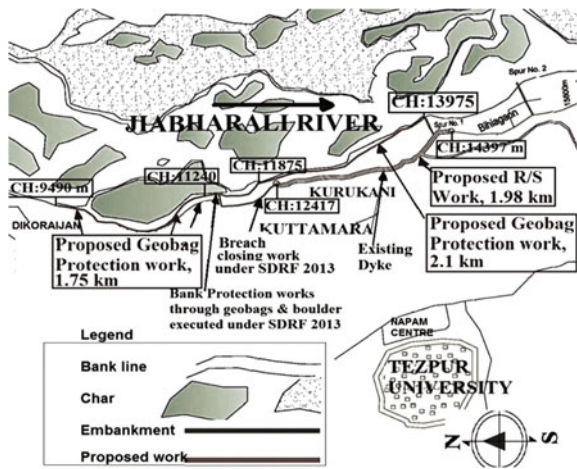 Spur No. 2
15800m
CH:13975
JIABHARALI RIVER
Spur No. 1
Bihiagaon
CH:11875
14397 m
CH:11240
CH:9490 m
KURUKANI
Proposed R/S
Work, 1.98 km
CH:12417
DIKORAIJAN
KUTTAMARA
Proposed Geobag
Protection work,
1.75 km
Breach
closing work
under SDRF 2013
Existing
Dyke
Proposed Geobag
Protection work,
2.1 km
Bank Protection works
through geobags & boulder
executed under SDRF 2013
NAPAM
CENTRE
Legend
Bank line
Char
Embankment
Proposed work
TEZPUR
UNIVERSITY
N
S